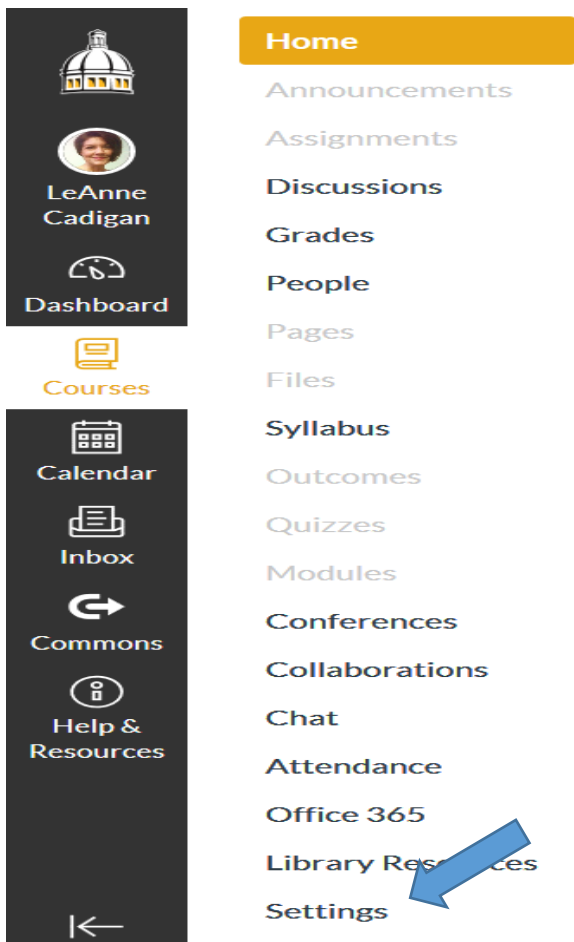 LeAnne
Cadigan
Dashboard
Courses
Calendar
Inbox
Commons
Help &
Resources
Home
Announcements
Assignments
Discussions
Grades
People
Pages
Files
Syllabus
Outcomes
Quizzes
Modules
Conferences
Collaborations
Chat
Attendance
Office 365
Library Resources
Settings